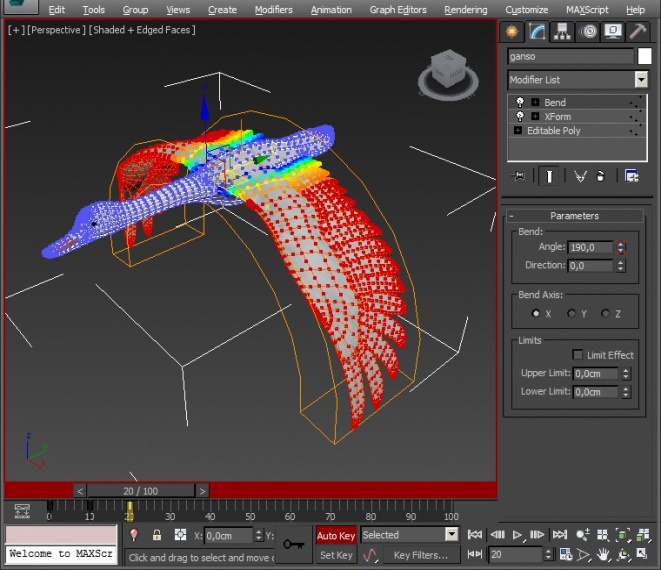 Edit Tools Group Views Create Modifiers Animation Graph Editors Rendering Customize MAXScript Help
[ + ] [Perspective ] [Shaded + Edged Faces ]
ganso
Modifier List
Bend
XForm
Editable Poly
- Parameters
Bend:
Angle: 190,0
Direction: 0,0
Bend Axis:
X Y Z
Limits
Limit Effect
Upper Limit: 0,0cm
Lower Limit: 0,0cm
z
y
x
< 20 / 100 >
0 10 20 30 40 50 60 70 80 90 100
X: 0,0cm Y: Auto Key Selected
Welcome to MAXScr
Click and drag to select and move o
Set Key Key Filters... 20